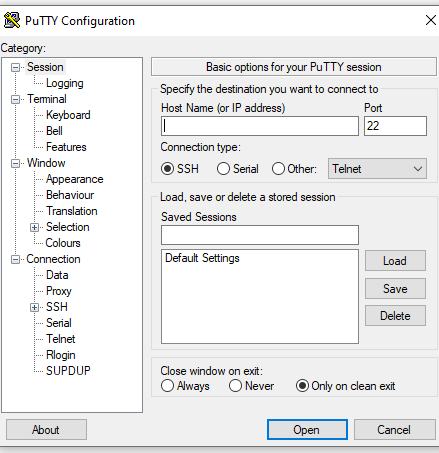 PuTTY Configuration
Category:
Session
Logging
Terminal
Keyboard
Bell
Features
Window
Appearance
Behaviour
Translation
Selection
Colours
Connection
Data
Proxy
SSH
Serial
Telnet
Rlogin
SUPDUP
Basic options for your PuTTY session
Specify the destination you want to connect to
Host Name (or IP address) Port
22
Connection type:
SSH Serial Other: Telnet
Load, save or delete a stored session
Saved Sessions
Default Settings
Load
Save
Delete
Close window on exit:
Always Never Only on clean exit
About Open Cancel